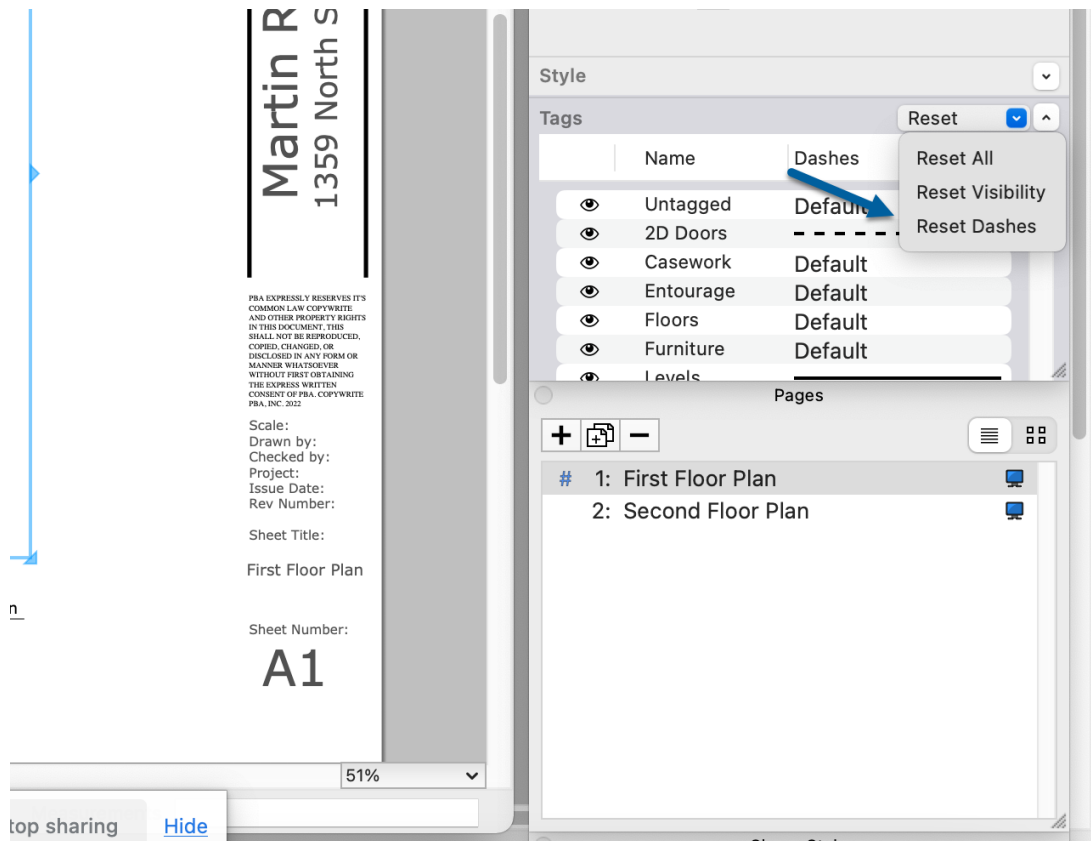 Martin R
1359 North S
PBA EXPRESSLY RESERVES IT'S
COMMON LAW COPYWRITE
AND OTHER PROPERTY RIGHTS
IN THIS DOCUMENT, THIS
SHALL NOT BE REPRODUCED,
COPIED, CHANGED, OR
DISCLOSED IN ANY FORM OR
MANNER WHATSOEVER
WITHOUT FIRST OBTAINING
THE EXPRESS WRITTEN
CONSENT OF PBA. COPYWRITE
PBA, INC. 2022
Scale:
Drawn by:
Checked by:
Project:
Issue Date:
Rev Number:
Sheet Title:
First Floor Plan
n
Sheet Number:
A1
51%
top sharing
Hide
Style
Tags
Reset
Name
Dashes
Reset All
Reset Visibility
Reset Dashes
Untagged
Default
2D Doors
Casework
Default
Entourage
Default
Floors
Default
Furniture
Default
Levels
Pages
# 1: First Floor Plan
2: Second Floor Plan